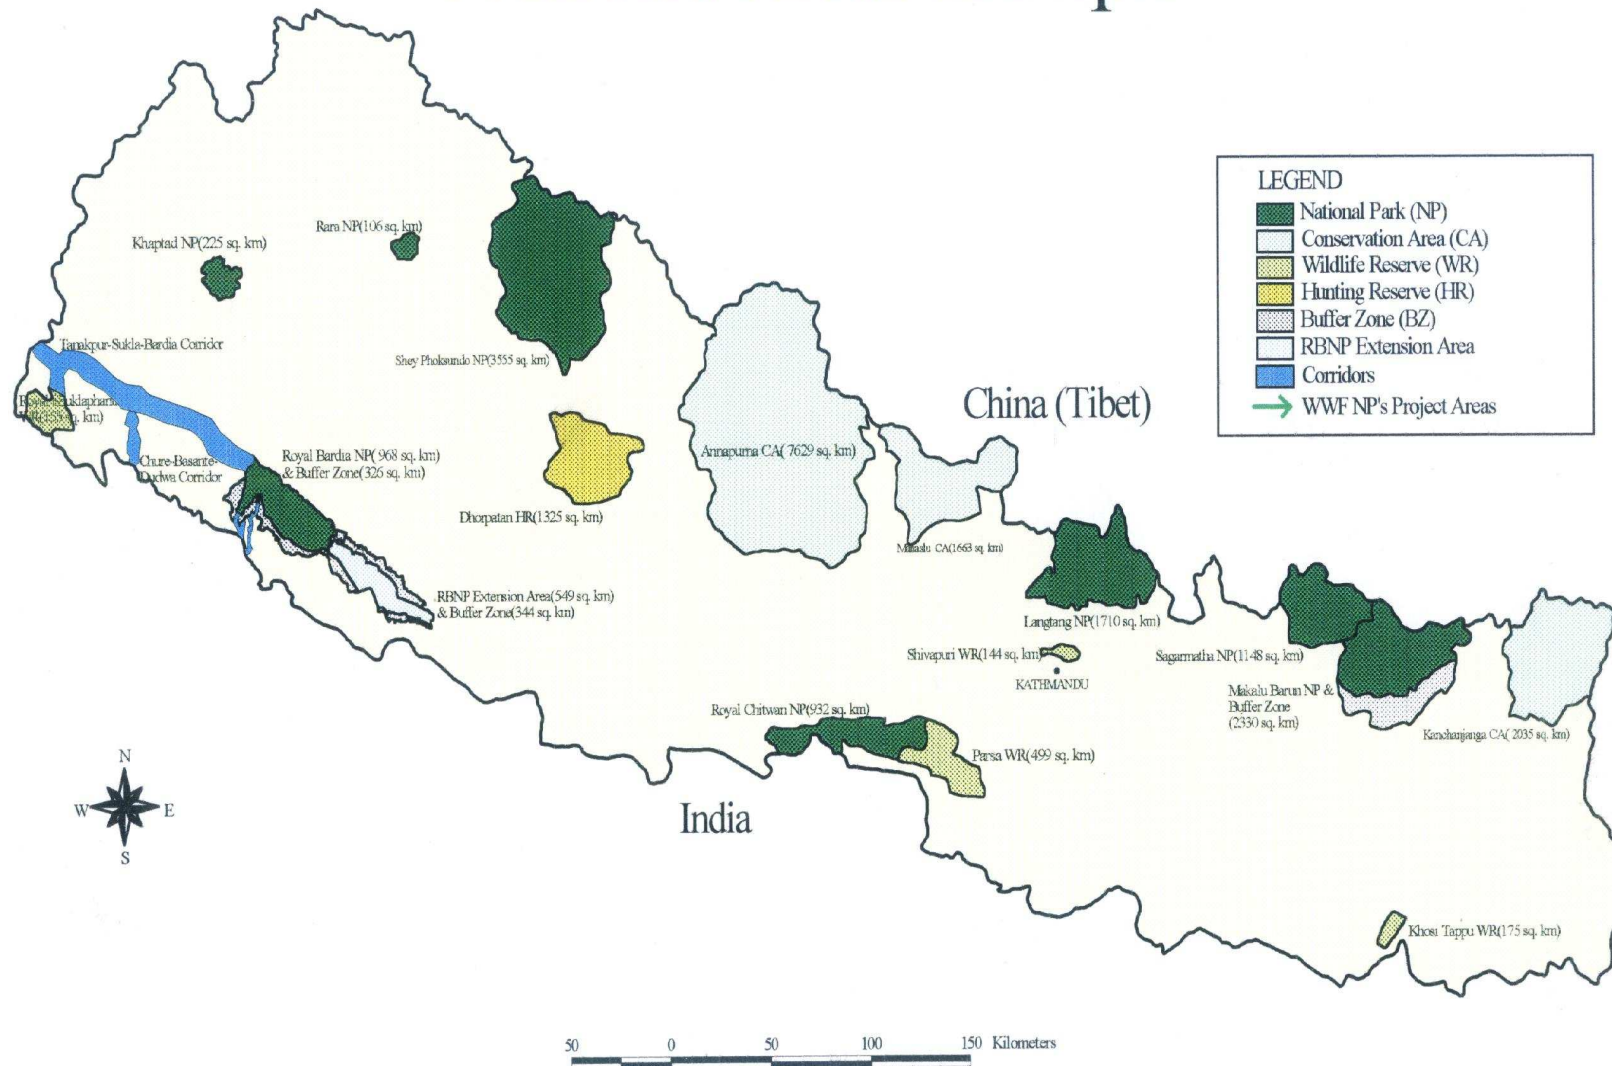 LEGEND
National Park (NP)
Conservation Area (CA)
Wildlife Reserve (WR)
Hunting Reserve (HR)
Buffer Zone (BZ)
RBNP Extension Area
Corridors
WWF NP's Project Areas
Rara NP(106 sq. km)
Khaptad NP(225 sq. km)
Tanakpur-Sukla-Bardia Corridor
Shey Phoksundo NP(3555 sq. km)
China (Tibet)
sq. km)
Chure-Basanta-
Dudwa Corridor
Royal Bardia NP( 968 sq. km)
& Buffer Zone(326 sq. km)
Annapurna CA( 7629 sq. km)
Dhorpatan HR(1325 sq. km)
Manaslu CA(1663 sq. km)
RBNP Extension Area(549 sq. km)
& Buffer Zone(344 sq. km)
Langtang NP(1710 sq. km)
Shivapuri WR(144 sq. km)
KATHMANDU
Sagarmatha NP(1148 sq. km)
Makalu Barun NP &
Buffer Zone
(2330 sq. km)
Kanchanjanga CA( 2035 sq. km)
Royal Chitwan NP(932 sq. km)
Parsa WR(499 sq. km)
India
N
W
E
S
Khosi Tappu WR(175 sq. km)
50 0 50 100 150 Kilometers